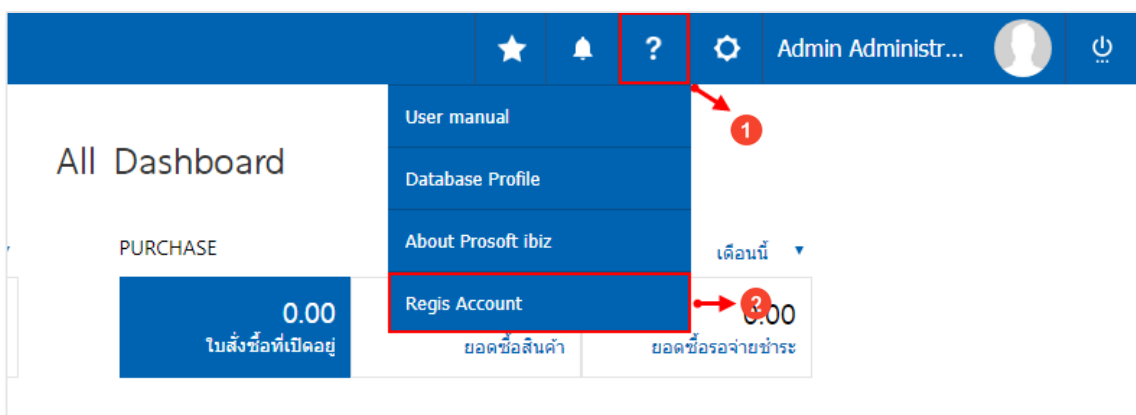 ? Admin Administr...
1
User manual
All Dashboard
Database Profile
About Prosoft ibiz
PURCHASE
เดือนนี้
Regis Account
2
0.00
ใบสั่งซื้อที่เปิดอยู่
ยอดซื้อสินค้า
0.00
ยอดซื้อรอจ่ายชำระ